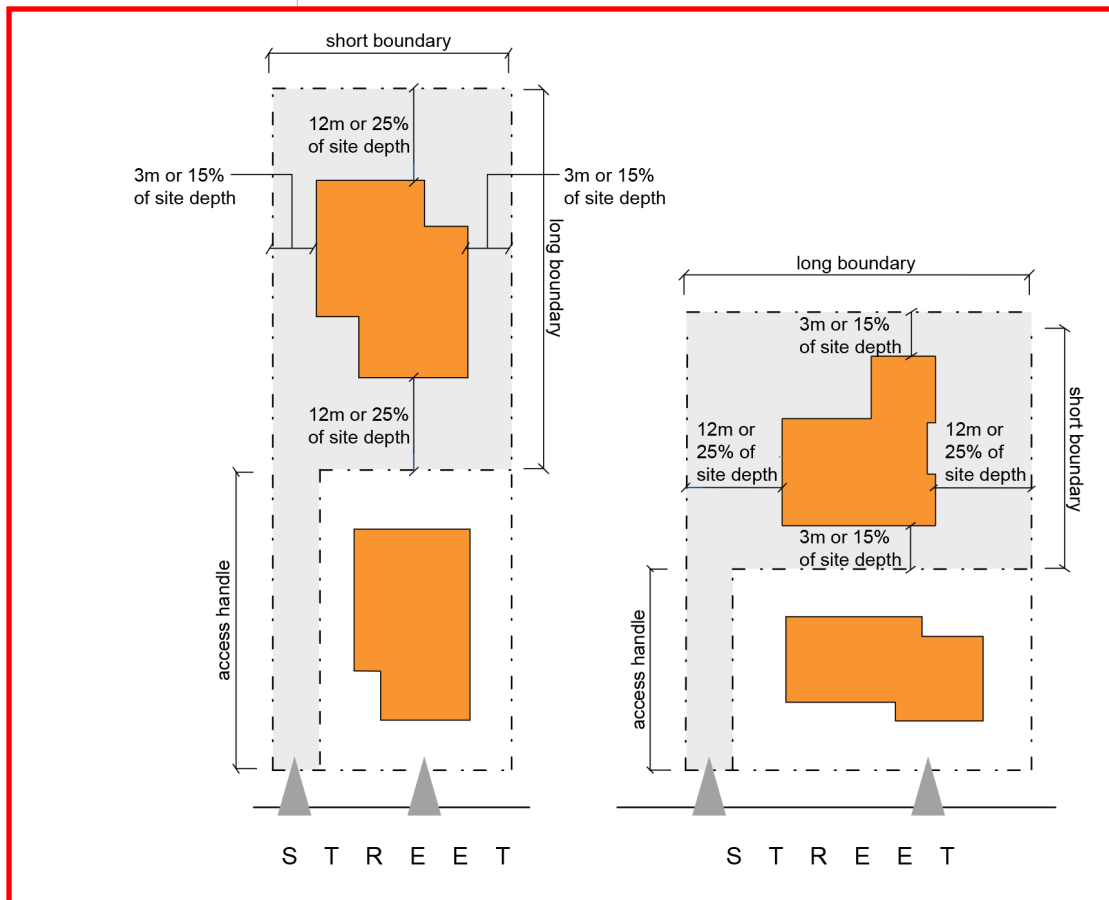 short boundary
12m or 25%
of site depth
3m or 15%
of site depth
3m or 15%
of site depth
long boundary
12m or 25%
of site depth
access handle
S T R E E T
long boundary
3m or 15%
of site depth
short boundary
12m or
25% of
site depth
12m or
25% of
site depth
3m or 15%
of site depth
access handle
S T R E E T